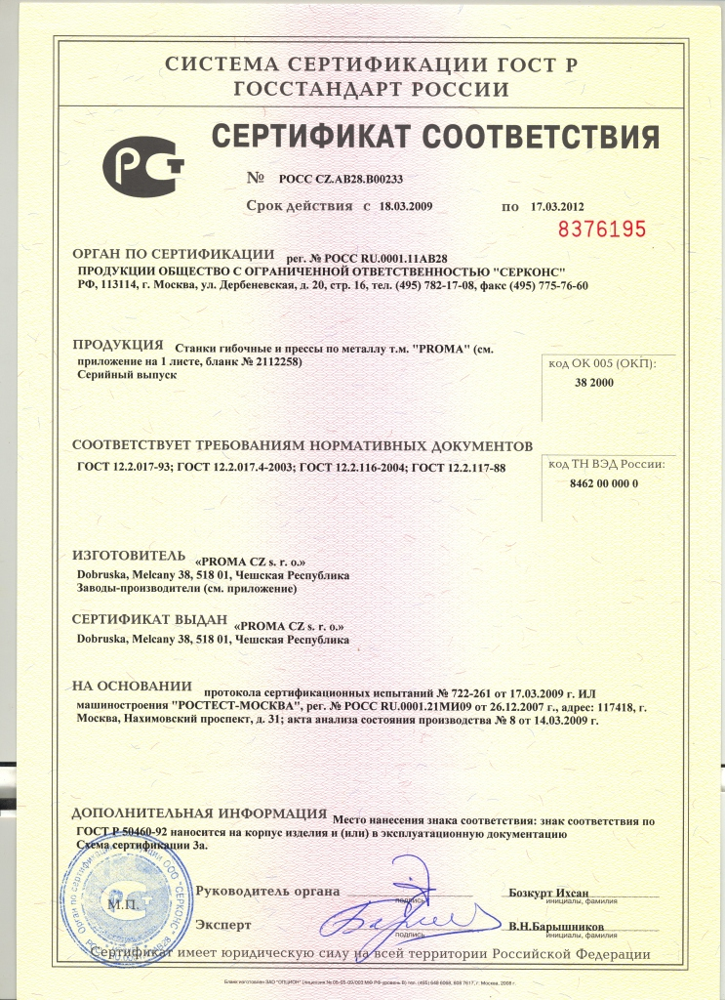 СИСТЕМА СЕРТИФИКАЦИИ ГОСТ Р
ГОССТАНДАРТ РОССИИ
СЕРТИФИКАТ СООТВЕТСТВИЯ
№ РОСС CZ.АВ28.В00233
Срок действия с 18.03.2009 по 17.03.2012
8376195
ОРГАН ПО СЕРТИФИКАЦИИ рег. № РОСС RU.0001.11АВ28
ПРОДУКЦИИ ОБЩЕСТВО С ОГРАНИЧЕННОЙ ОТВЕТСТВЕННОСТЬЮ "СЕРКОНС"
РФ, 113114, г. Москва, ул. Дербеневская, д. 20, стр. 16, тел. (495) 782-17-08, факс (495) 775-76-60
ПРОДУКЦИЯ Станки гибочные и прессы по металлу т.м. "PROMA" (см.
приложение на 1 листе, бланк № 2112258)
Серийный выпуск
код ОК 005 (ОКП):
38 2000
СООТВЕТСТВУЕТ ТРЕБОВАНИЯМ НОРМАТИВНЫХ ДОКУМЕНТОВ
ГОСТ 12.2.017-93; ГОСТ 12.2.017.4-2003; ГОСТ 12.2.116-2004; ГОСТ 12.2.117-88
код ТН ВЭД России:
8462 00 000 0
ИЗГОТОВИТЕЛЬ «PROMA CZ s. r. o.»
Dobruska, Melcany 38, 518 01, Чешская Республика
Заводы-производители (см. приложение)
СЕРТИФИКАТ ВЫДАН «PROMA CZ s. r. o.»
Dobruska, Melcany 38, 518 01, Чешская Республика
НА ОСНОВАНИИ протокола сертификационных испытаний № 722-261 от 17.03.2009 г. ИЛ
машиностроения "РОСТЕСТ-МОСКВА", рег. № РОСС RU.0001.21МИ09 от 26.12.2007 г., адрес: 117418, г.
Москва, Нахимовский проспект, д. 31; акта анализа состояния производства № 8 от 14.03.2009 г.
ДОПОЛНИТЕЛЬНАЯ ИНФОРМАЦИЯ Место нанесения знака соответствия: знак соответствия по
ГОСТ Р 50460-92 наносится на корпус изделия и (или) в эксплуатационную документацию
Схема сертификации 3а.
Руководитель органа Бозкурт Ихсан
подпись инициалы, фамилия
М.П.
Эксперт В.Н.Барышников
подпись инициалы, фамилия
Сертификат имеет юридическую силу на всей территории Российской Федерации